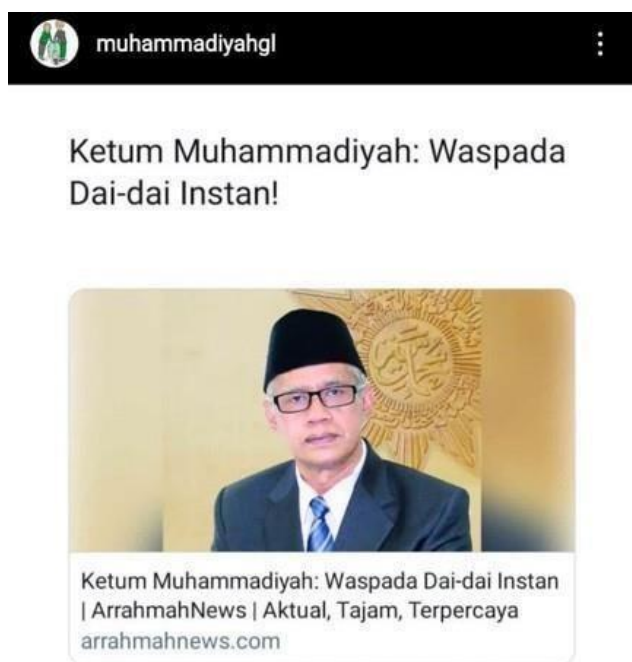 muhammadiyahgl
Ketum Muhammadiyah: Waspada
Dai-dai Instan!
Ketum Muhammadiyah: Waspada Dai-dai Instan
| ArrahmahNews | Aktual, Tajam, Terpercaya
arrahmahnews.com